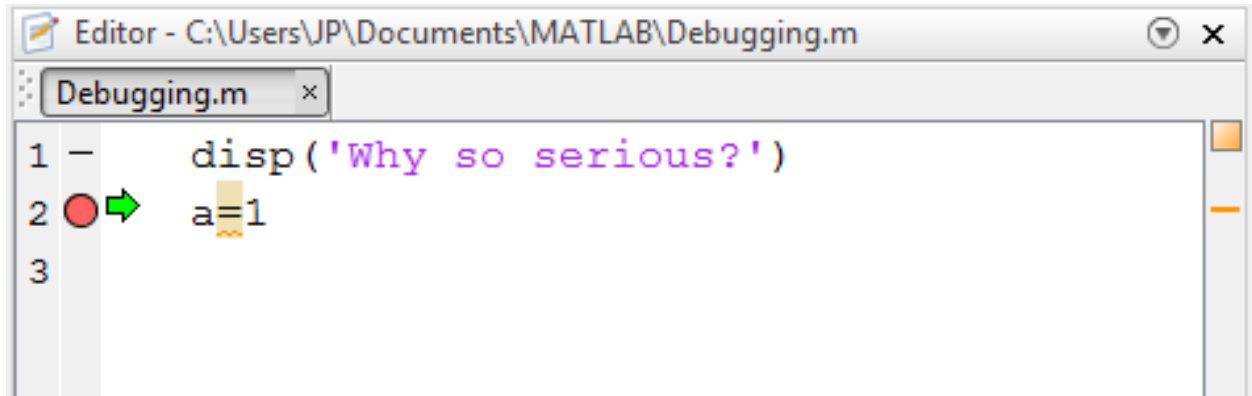 Editor - C:\Users\JP\Documents\MATLAB\Debugging.m
Debugging.m
1 disp('Why so serious?')
2 a=1
3